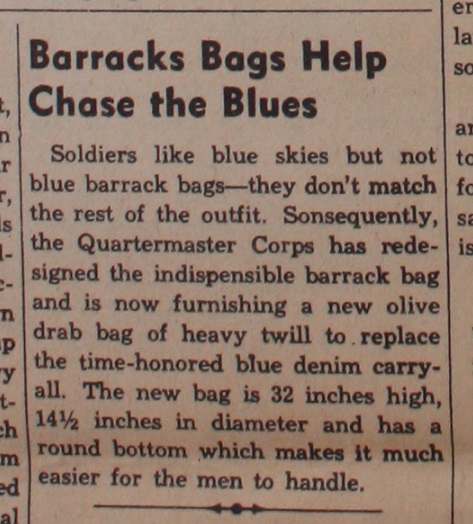 Barracks Bags Help
Chase the Blues
Soldiers like blue skies but not
blue barrack bags—they don't match
the rest of the outfit. Sonsequently,
the Quartermaster Corps has rede-
signed the indispensible barrack bag
and is now furnishing a new olive
drab bag of heavy twill to replace
the time-honored blue denim carry-
all. The new bag is 32 inches high,
14½ inches in diameter and has a
round bottom which makes it much
easier for the men to handle.